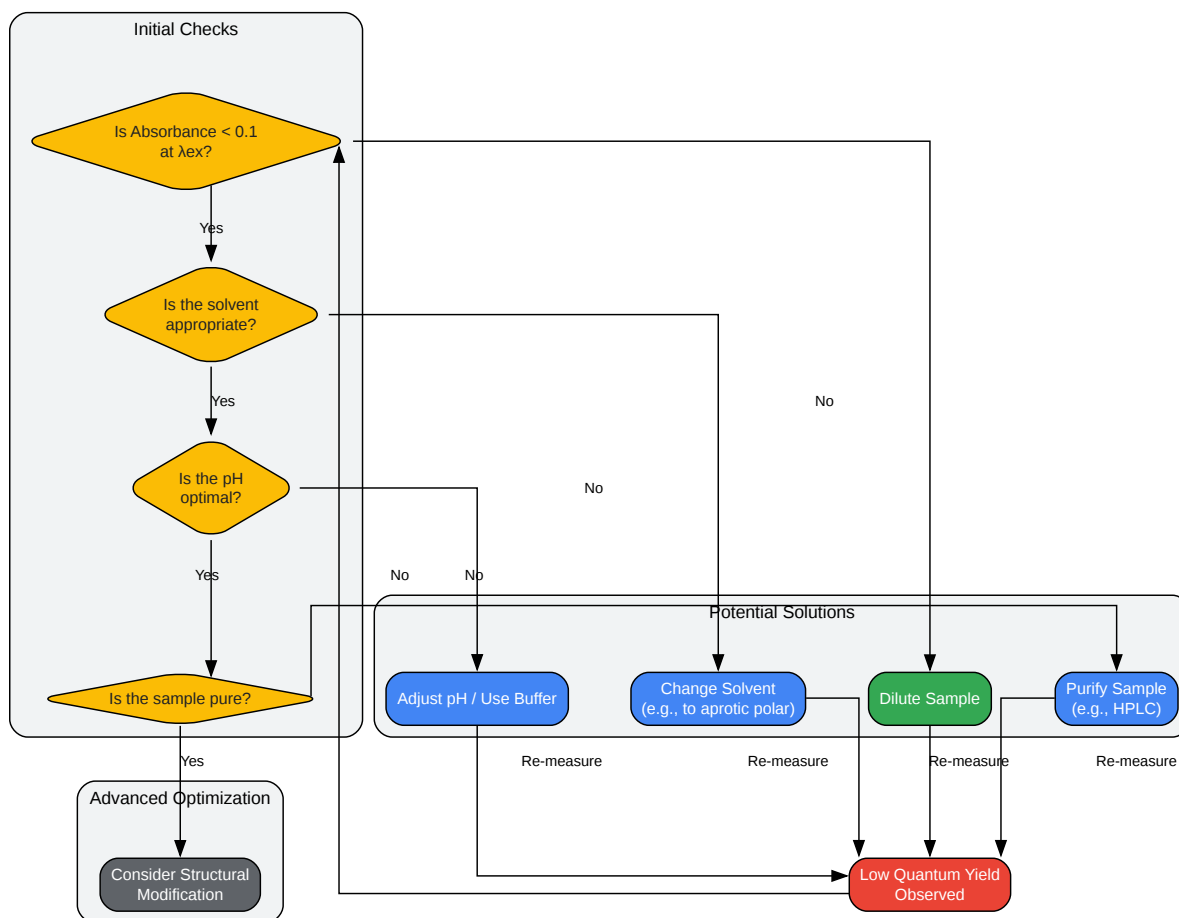 Initial Checks
Is Absorbance < 0.1
at λex?
Yes
Is the solvent
appropriate?
Yes
No
Is the pH
optimal?
No
Yes
No
No
Potential Solutions
Is the sample pure?
Adjust pH / Use Buffer
Change Solvent
(e.g., to aprotic polar)
Dilute Sample
Purify Sample
(e.g., HPLC)
Yes
Re-measure
Re-measure
Re-measure
Re-measure
Advanced Optimization
Consider Structural
Modification
Low Quantum Yield
Observed